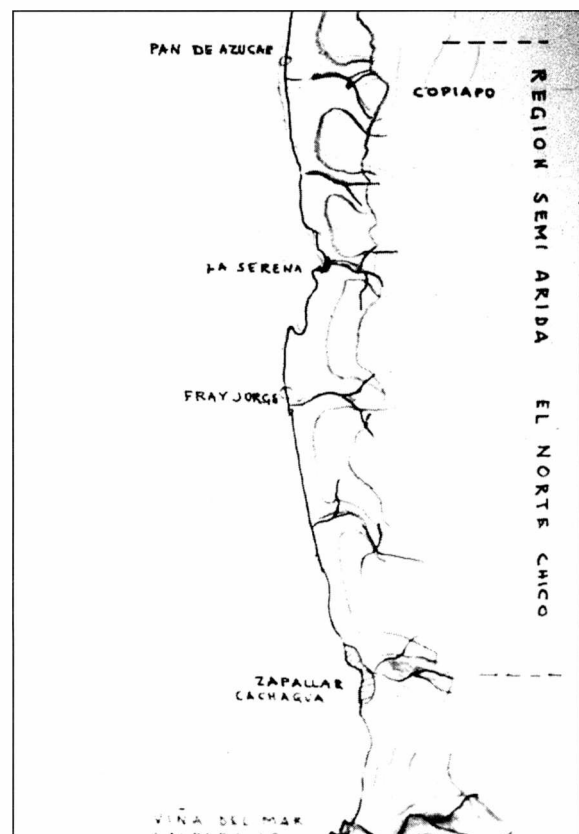 PAN DE AZUCAR
COPIAPO
REGION SEMI ARIDA EL NORTE CHICO
LA SERENA
FRAY JORGE
ZAPALLAR
CACHAGUA
VIÑA DEL MAR